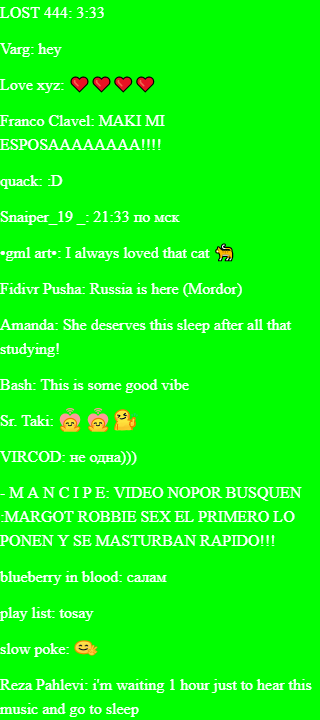 LOST 444: 3:33
Varg: hey
Love xyz: ❤️❤️❤️❤️
Franco Clavel: MAKI MI
ESPOSAAAAAAAA!!!!
quack: :D
Snaiper_19 _: 21:33 по мск
•gml art•: I always loved that cat 🐈
Fidivr Pusha: Russia is here (Mordor)
Amanda: She deserves this sleep after all that
studying!
Bash: This is some good vibe
Sr. Taki:
VIRCOD: не одна)))
- M A N C I P E: VIDEO NOPOR BUSQUEN
:MARGOT ROBBIE SEX EL PRIMERO LO
PONEN Y SE MASTURBAN RAPIDO!!!
blueberry in blood: салам
play list: tosay
slow poke:
Reza Pahlevi: i'm waiting 1 hour just to hear this
music and go to sleep